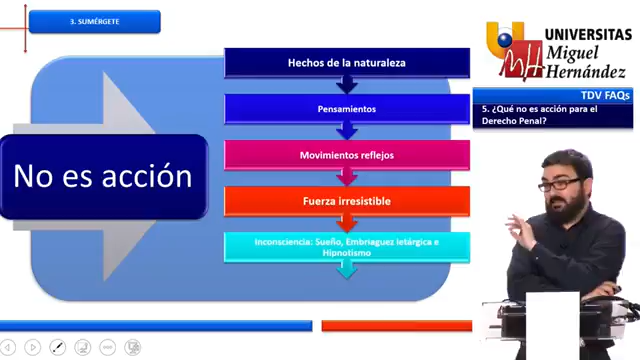 3. SUMÉRGETE
UNIVERSITAS
Miguel
Hernández
TDV FAQs
5. ¿Qué no es acción para el
Derecho Penal?
No es acción
Hechos de la naturaleza
Pensamientos
Movimientos reflejos
Fuerza irresistible
Inconsciencia: Sueño, Embriaguez letárgica e
Hipnotismo